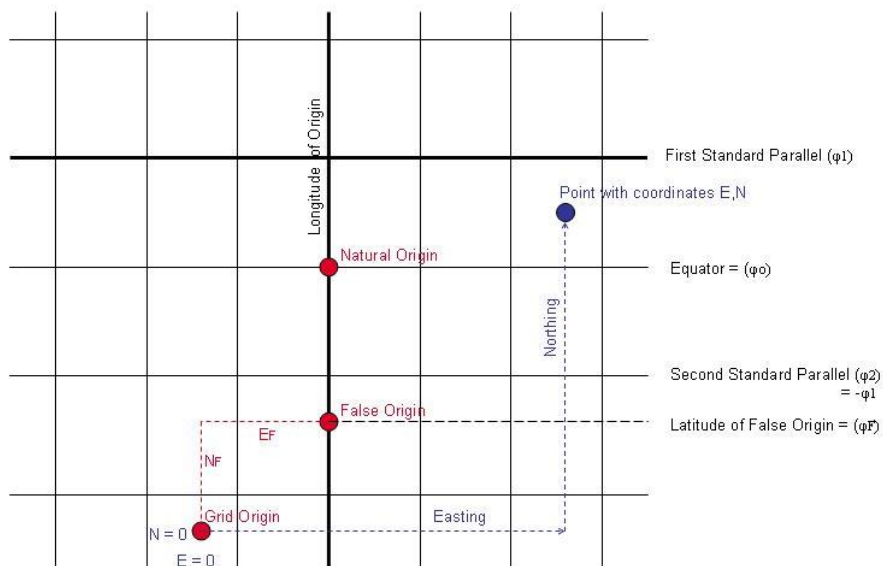 Longitude of Origin
First Standard Parallel (φ1)
Point with coordinates E,N
Natural Origin
Equator = (φo)
Northing
Second Standard Parallel (φ2)
= -φ1
False Origin
Latitude of False Origin = (φF)
EF
NF
Grid Origin
Easting
N = 0
E = 0